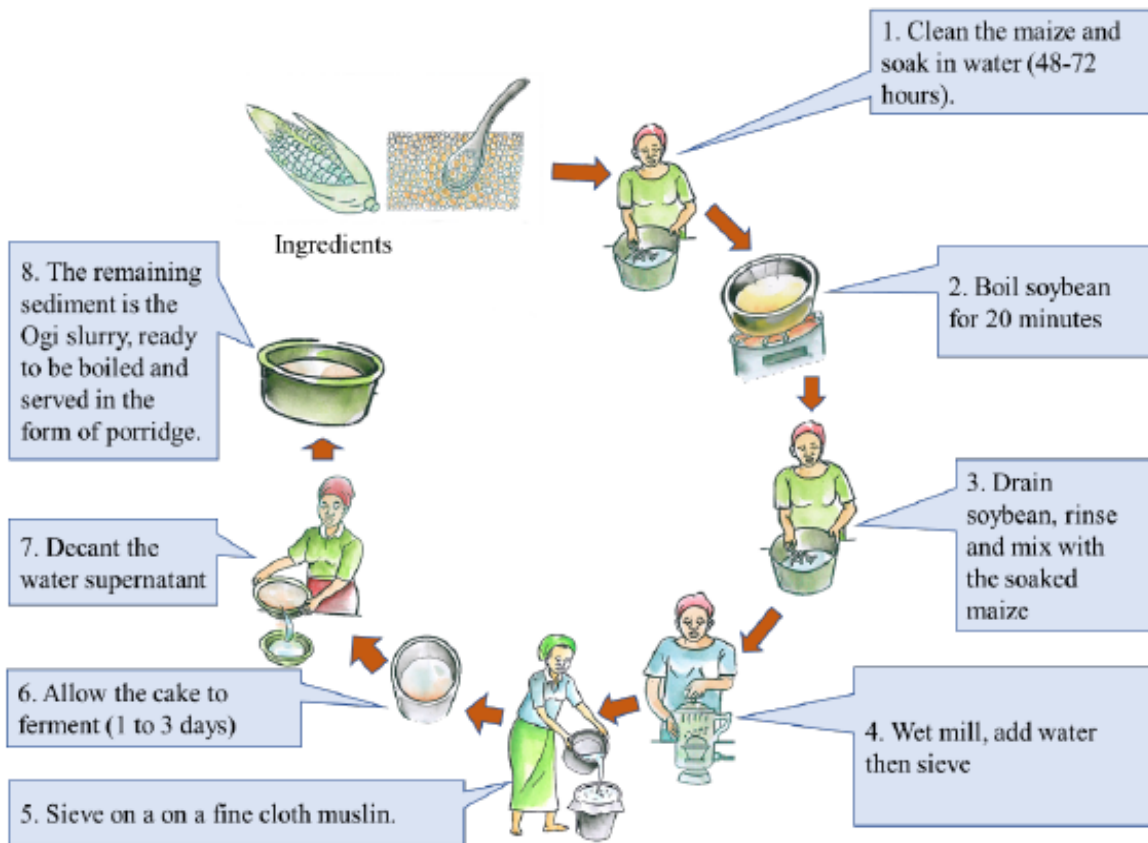 Ingredients
1. Clean the maize and
soak in water (48-72
hours).
2. Boil soybean
for 20 minutes
3. Drain
soybean, rinse
and mix with
the soaked
maize
4. Wet mill, add water
then sieve
5. Sieve on a on a fine cloth muslin.
6. Allow the cake to
ferment (1 to 3 days)
7. Decant the
water supernatant
8. The remaining
sediment is the
Ogi slurry, ready
to be boiled and
served in the
form of porridge.